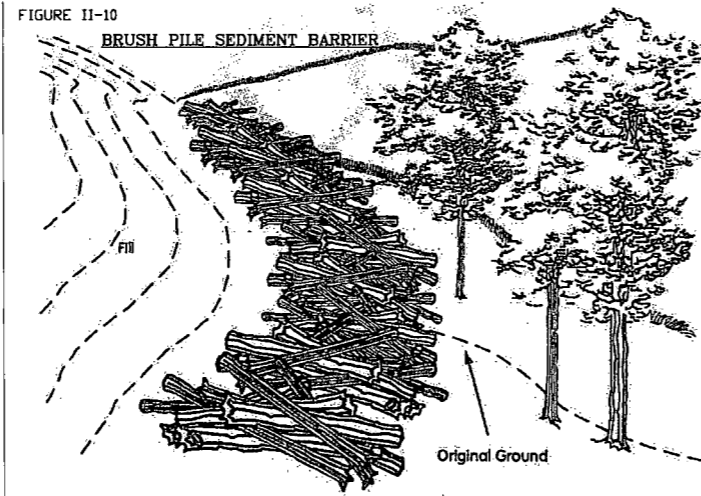 FIGURE II-10
BRUSH PILE SEDIMENT BARRIER
Fill
Original Ground